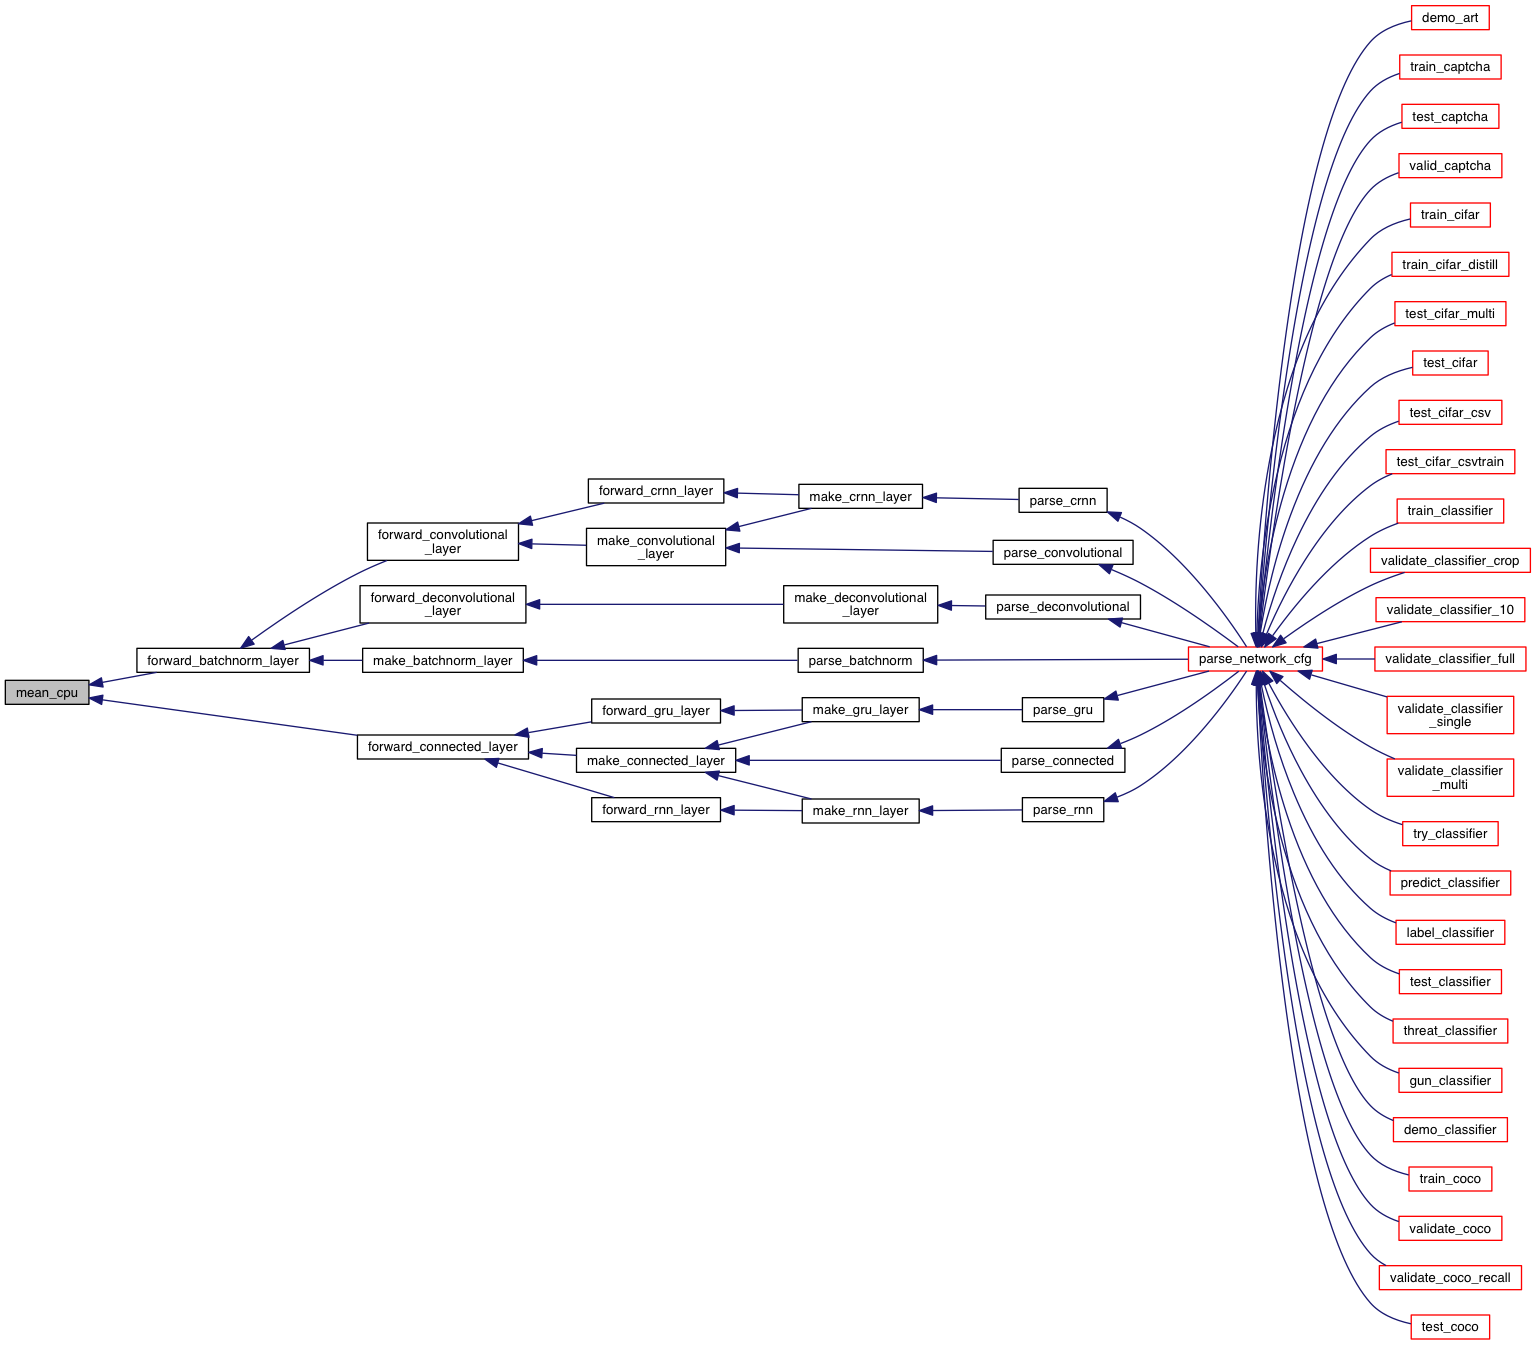 mean_cpu
forward_batchnorm_layer
forward_connected_layer
forward_convolutional
_layer
forward_deconvolutional
_layer
make_batchnorm_layer
forward_crnn_layer
make_convolutional
_layer
forward_gru_layer
make_connected_layer
forward_rnn_layer
make_crnn_layer
make_deconvolutional
_layer
parse_batchnorm
make_gru_layer
make_rnn_layer
parse_crnn
parse_convolutional
parse_deconvolutional
parse_gru
parse_connected
parse_rnn
parse_network_cfg
demo_art
train_captcha
test_captcha
valid_captcha
train_cifar
train_cifar_distill
test_cifar_multi
test_cifar
test_cifar_csv
test_cifar_csvtrain
train_classifier
validate_classifier_crop
validate_classifier_10
validate_classifier_full
validate_classifier
_single
validate_classifier
_multi
try_classifier
predict_classifier
label_classifier
test_classifier
threat_classifier
gun_classifier
demo_classifier
train_coco
validate_coco
validate_coco_recall
test_coco